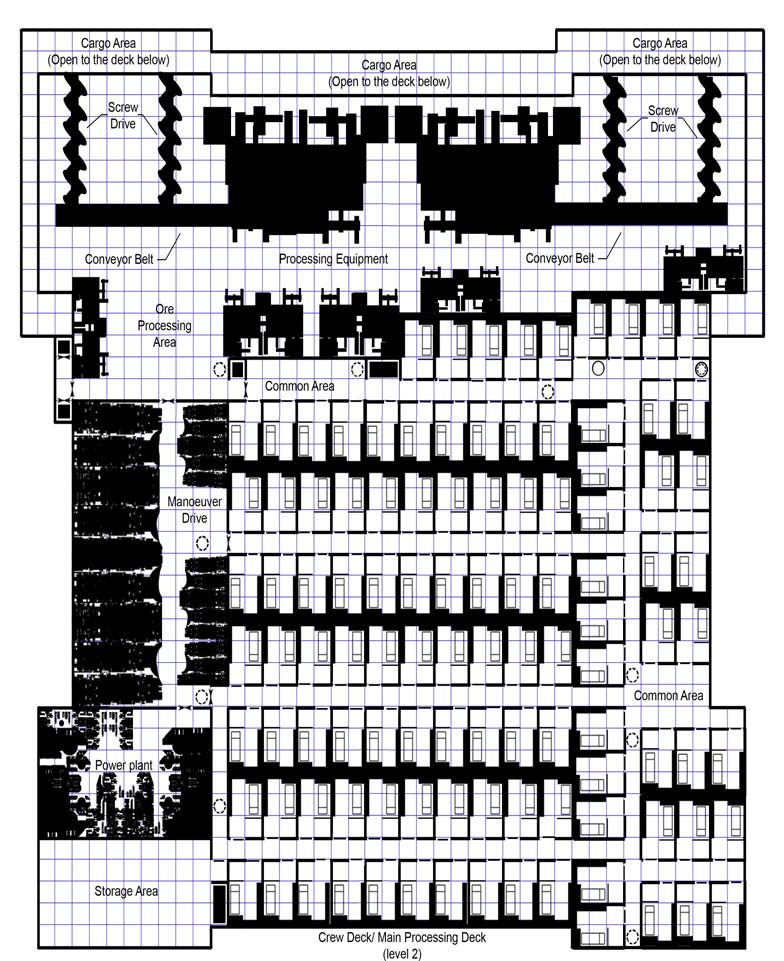 Cargo Area
(Open to the deck below)
Cargo Area
(Open to the deck below)
Cargo Area
(Open to the deck below)
Screw
Drive
Screw
Drive
Conveyor Belt
Processing Equipment
Conveyor Belt
Ore
Processing
Area
Common Area
Manoeuver
Drive
Common Area
Power plant
Storage Area
Crew Deck/ Main Processing Deck
(level 2)